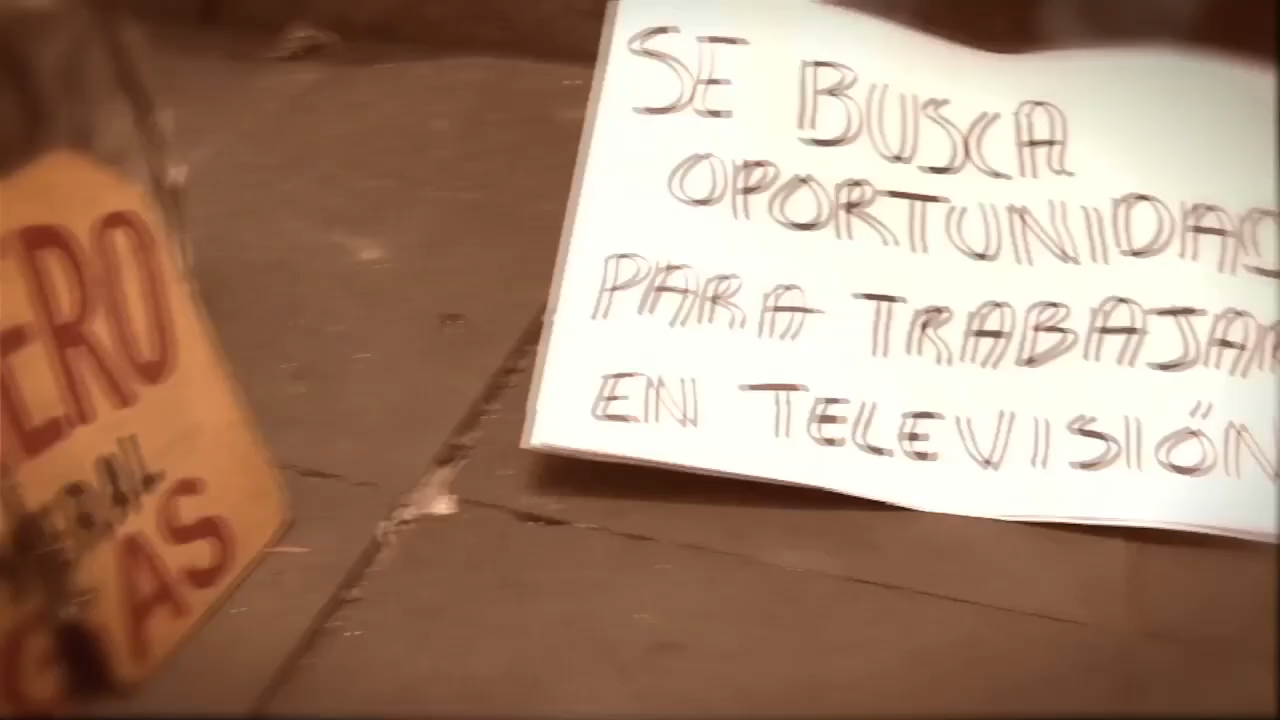 SE BUSCA
OPORTUNIDAD
PARA TRABAJAR
EN TELEVISIÓN
ERO
AS